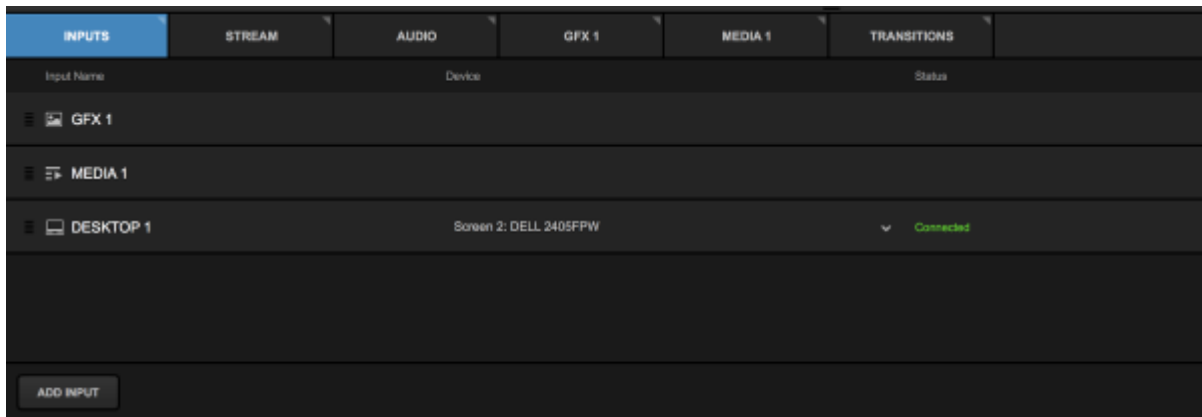 INPUTS STREAM AUDIO GFX 1 MEDIA 1 TRANSITIONS
Input Name Device Status
GFX 1
MEDIA 1
DESKTOP 1 Screen 2: DELL 2405FPW Connected
ADD INPUT